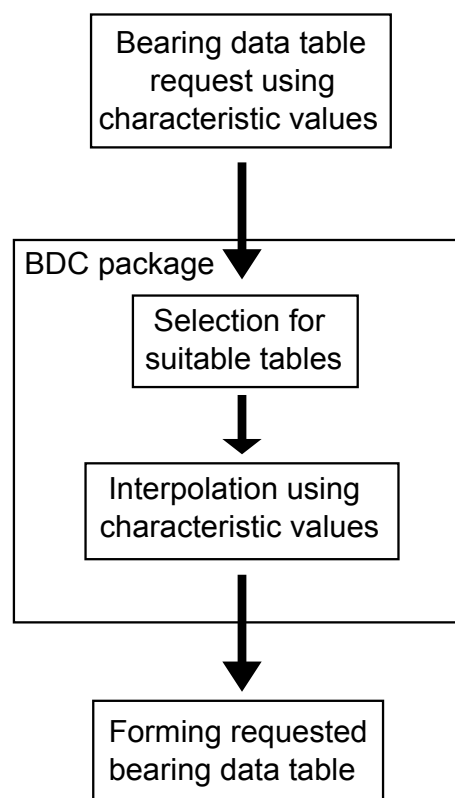 Bearing data table
request using
characteristic values
BDC package
Selection for
suitable tables
Interpolation using
characteristic values
Forming requested
bearing data table